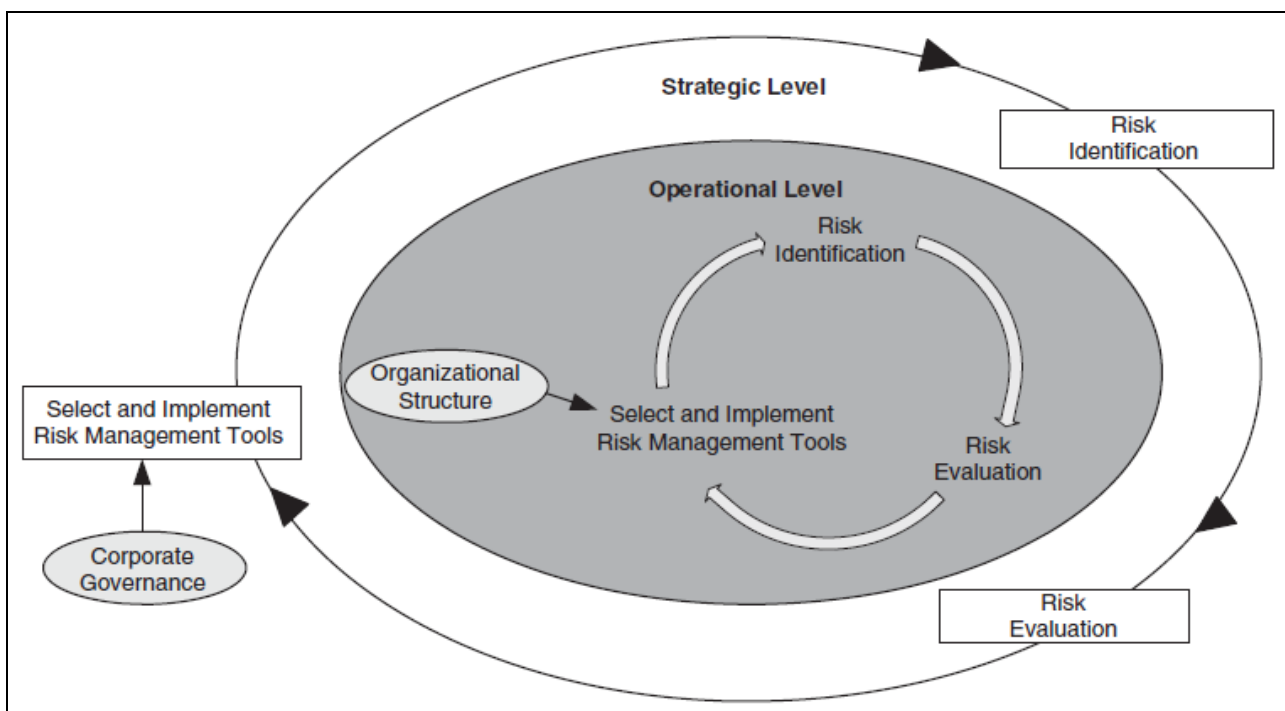 Strategic Level
Risk
Identification
Operational Level
Risk
Identification
Organizational
Structure
Select and Implement
Risk Management Tools
Select and Implement
Risk Management Tools
Risk
Evaluation
Corporate
Governance
Risk
Evaluation